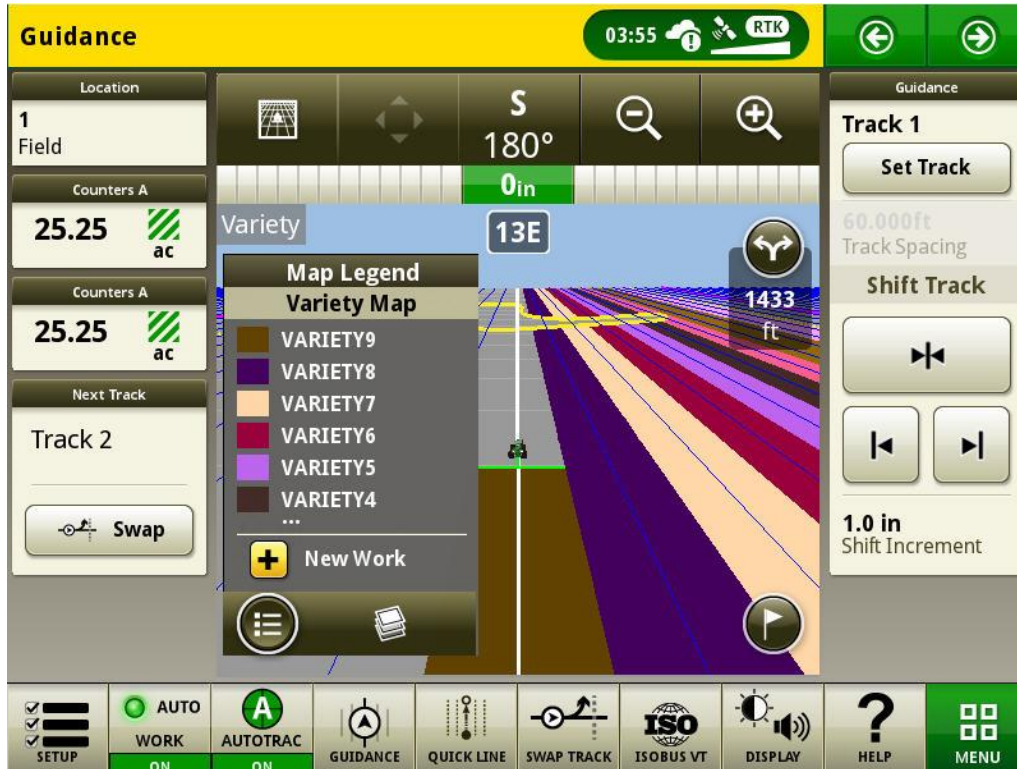 Guidance
03:55
RTK
Location
1
Field
Counters A
25.25
ac
Counters A
25.25
ac
Next Track
Track 2
Swap
S
180°
0in
Variety
13E
Map Legend
Variety Map
VARIETY9
VARIETY8
VARIETY7
VARIETY6
VARIETY5
VARIETY4
...
New Work
1433
ft
Guidance
Track 1
Set Track
60.000ft
Track Spacing
Shift Track
1.0 in
Shift Increment
SETUP
AUTO
WORK
ON
A
AUTOTRAC
ON
GUIDANCE
QUICK LINE
SWAP TRACK
ISO
ISOBUS VT
DISPLAY
?
HELP
MENU